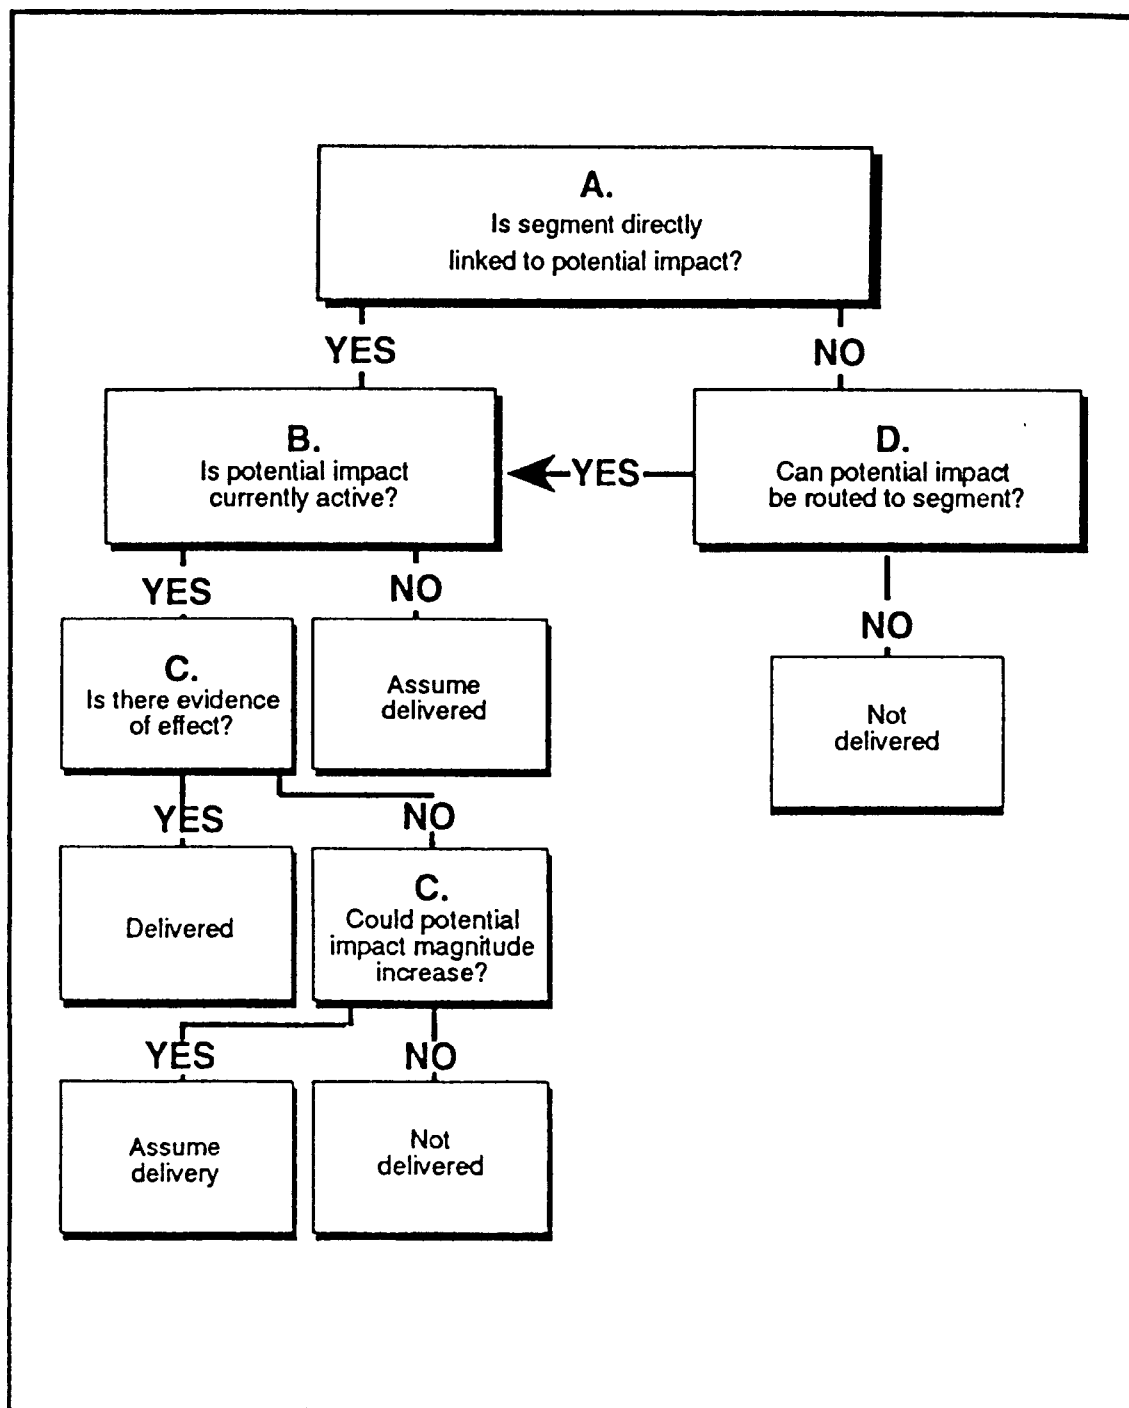 A.
Is segment directly
linked to potential impact?
YES
NO
B.
Is potential impact
currently active?
YES
D.
Can potential impact
be routed to segment?
YES
NO
NO
C.
Is there evidence
of effect?
Assume
delivered
Not
delivered
YES
NO
Delivered
C.
Could potential
impact magnitude
increase?
YES
NO
Assume
delivery
Not
delivered